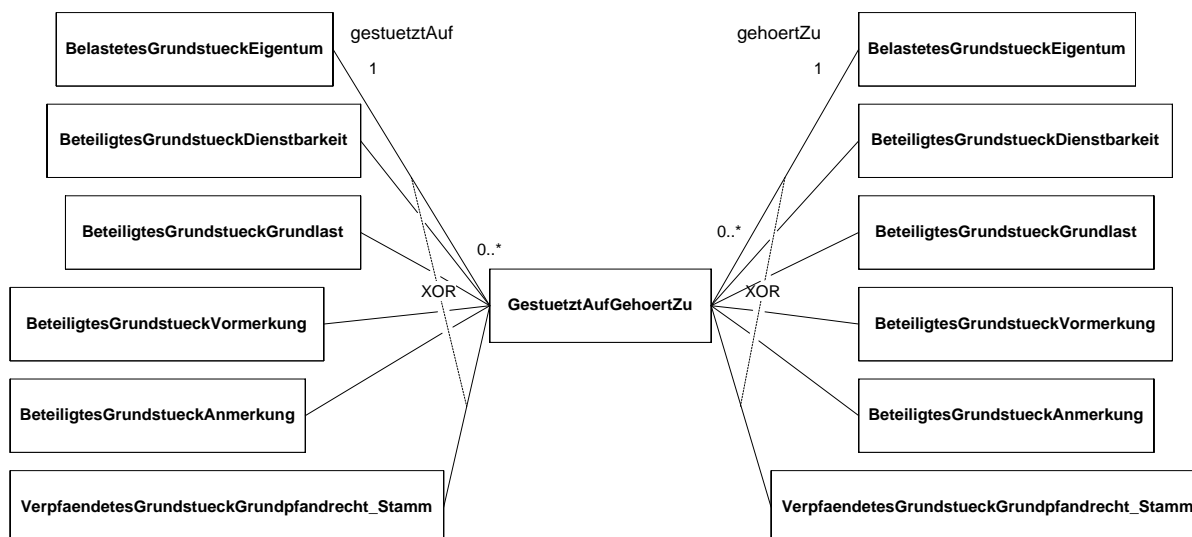 gestuetztAuf
gehoertZu
BelastetesGrundstueckEigentum
BelastetesGrundstueckEigentum
1
1
BeteiligtesGrundstueckDienstbarkeit
BeteiligtesGrundstueckDienstbarkeit
BeteiligtesGrundstueckGrundlast
BeteiligtesGrundstueckGrundlast
0..*
0..*
XOR
GestuetztAufGehoertZu
XOR
BeteiligtesGrundstueckVormerkung
BeteiligtesGrundstueckVormerkung
BeteiligtesGrundstueckAnmerkung
BeteiligtesGrundstueckAnmerkung
VerpfaendetesGrundstueckGrundpfandrecht_Stamm
VerpfaendetesGrundstueckGrundpfandrecht_Stamm